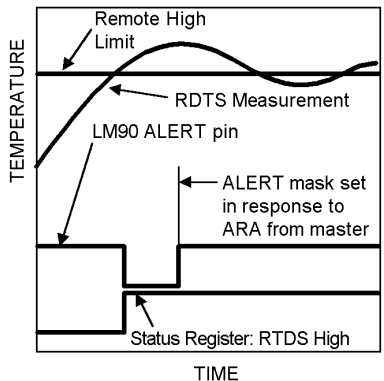 Remote High
Limit
RDTS Measurement
LM90 ALERT pin
ALERT mask set
in response to
ARA from master
Status Register: RTDS High
TEMPERATURE
TIME